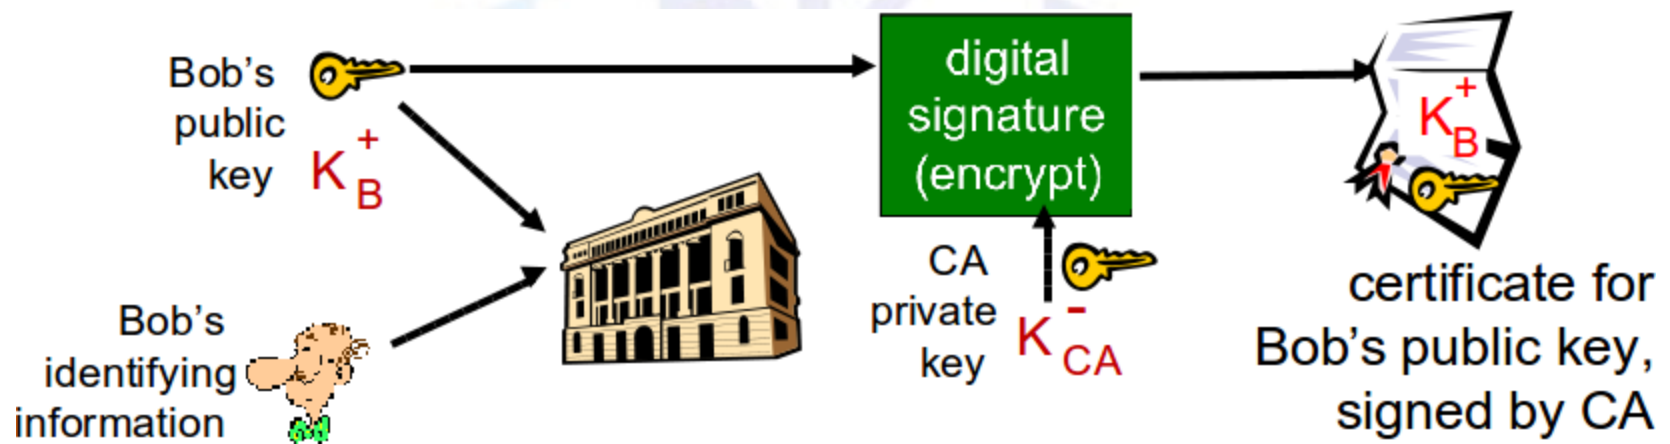 Bob's
public
key
K
+
B
digital
signature
(encrypt)
K
+
B
CA
private
key
K
-
CA
Bob's
identifying
information
certificate for
Bob's public key,
signed by CA